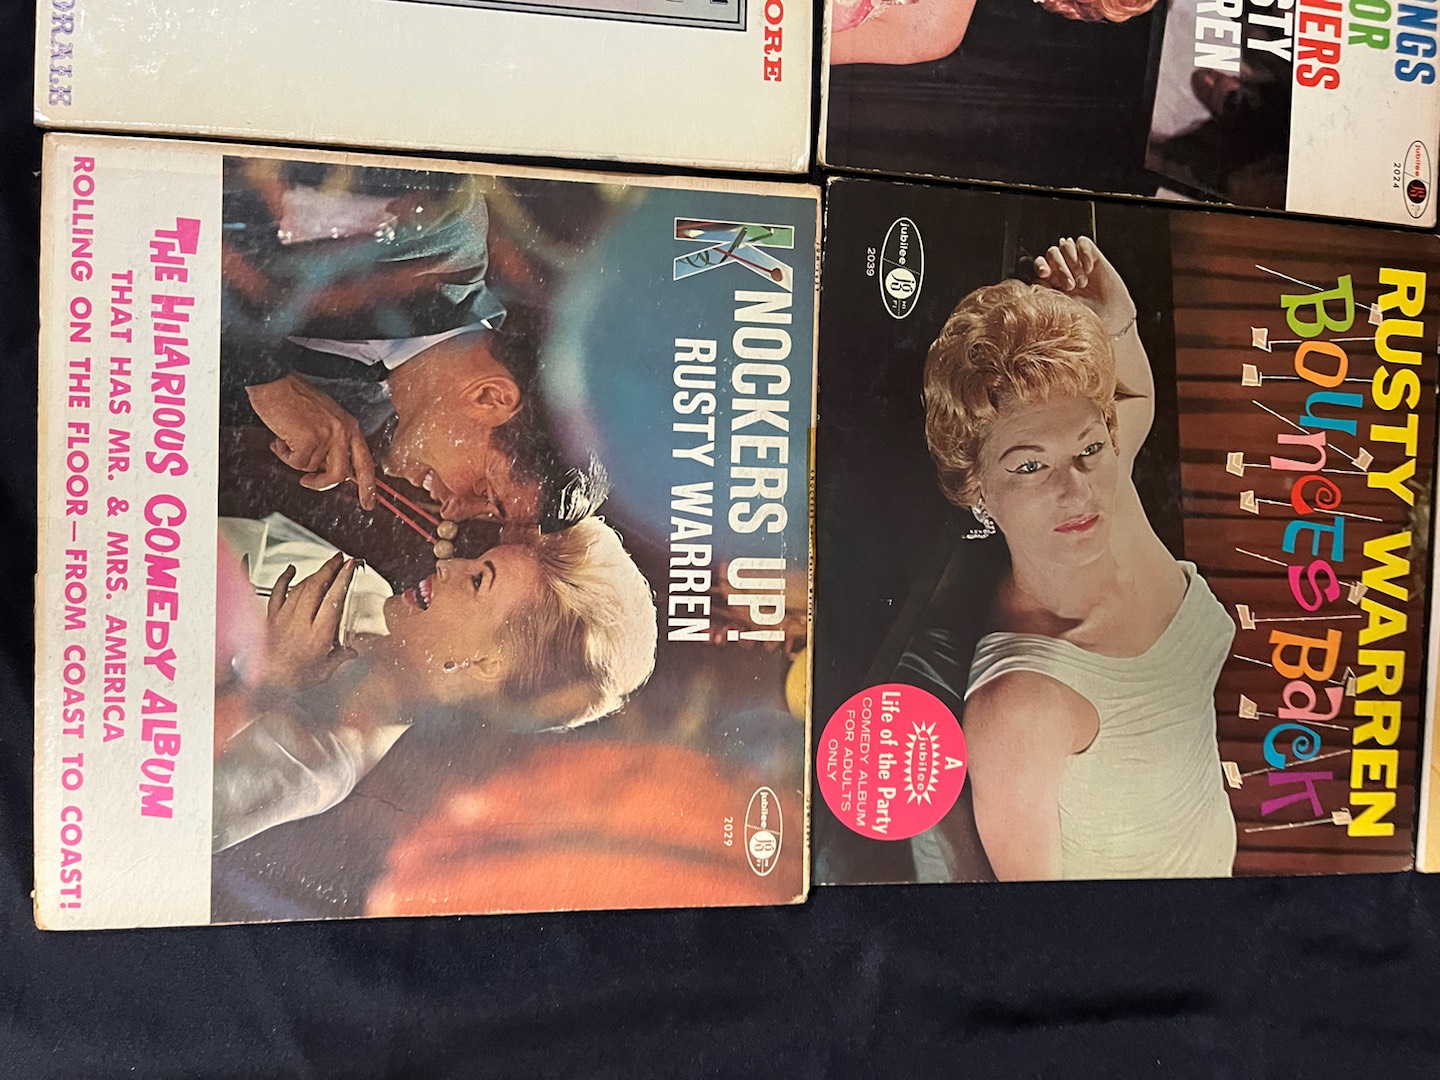 ORE
RUSTY WARREN
BOUNCES BACK
jubilee
2039
A
jubilee
Life of the Party
COMEDY ALBUM
FOR ADULTS
ONLY
jubilee
2024
KNOCKERS UP!
RUSTY WARREN
jubilee
2029
THE HILARIOUS COMEDY ALBUM
THAT HAS MR. & MRS. AMERICA
ROLLING ON THE FLOOR—FROM COAST TO COAST!